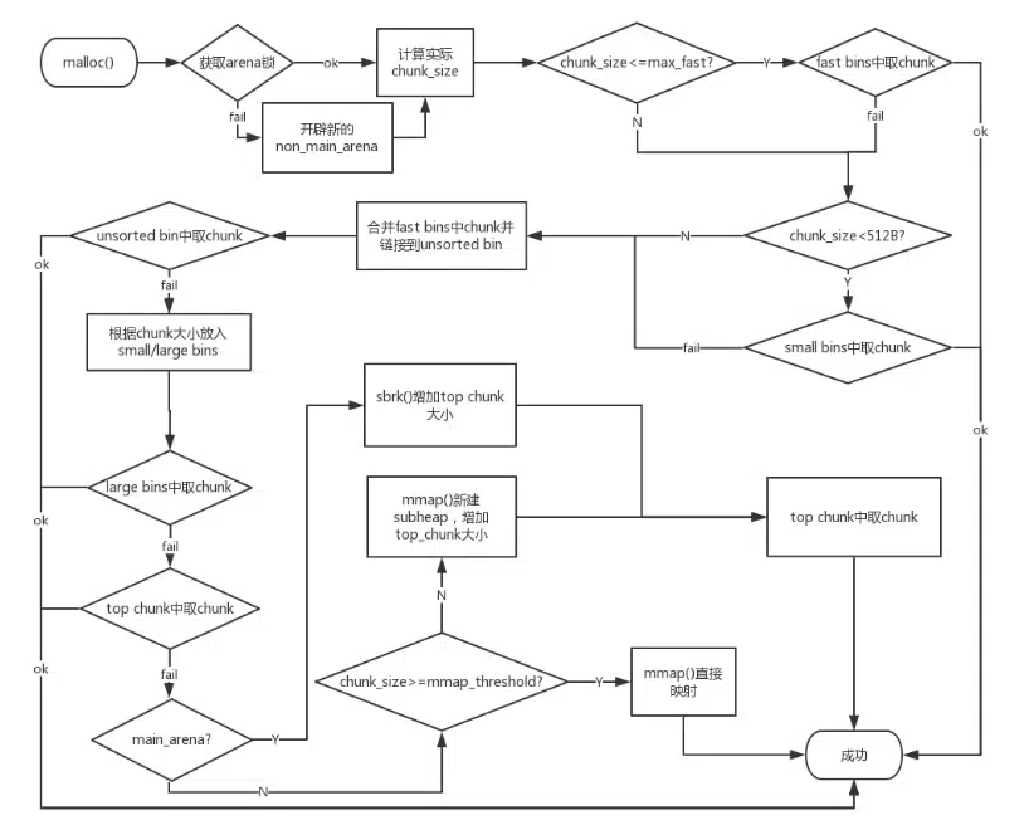 malloc()
获取arena锁
ok
计算实际
chunk_size
chunk_size<=max_fast?
Y
fast bins中取chunk
fail
开辟新的
non_main_arena
N
fail
ok
unsorted bin中取chunk
合并fast bins中chunk并
链接到unsorted bin
N
chunk_size<512B?
ok
fail
Y
根据chunk大小放入
small/large bins
fail
small bins中取chunk
sbrk()增加top chunk
大小
ok
large bins中取chunk
mmap()新建
subheap，增加
top_chunk大小
top chunk中取chunk
ok
fail
top chunk中取chunk
N
ok
fail
chunk_size>=mmap_threshold?
Y
mmap()直接
映射
main_arena?
Y
成功
N